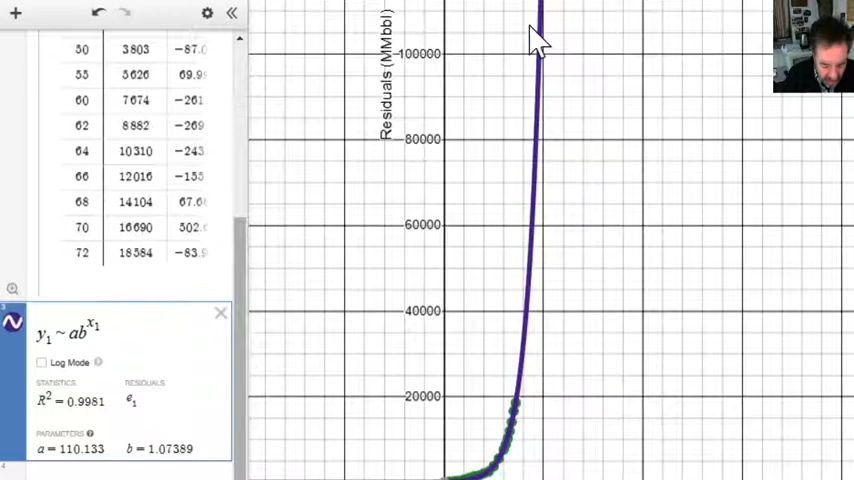 50 3803 −87.0
55 5626 69.9
60 7674 −261
62 8882 −269
64 10310 −243
66 12016 −155
68 14104 67.6
70 16690 502.
72 18584 −83.9
3
y₁ ~ ab^x₁
Log Mode
STATISTICS RESIDUALS
R² = 0.9981 e₁
PARAMETERS
a = 110.133 b = 1.07389
4
Residuals (MMbbl)
100000
80000
60000
40000
20000